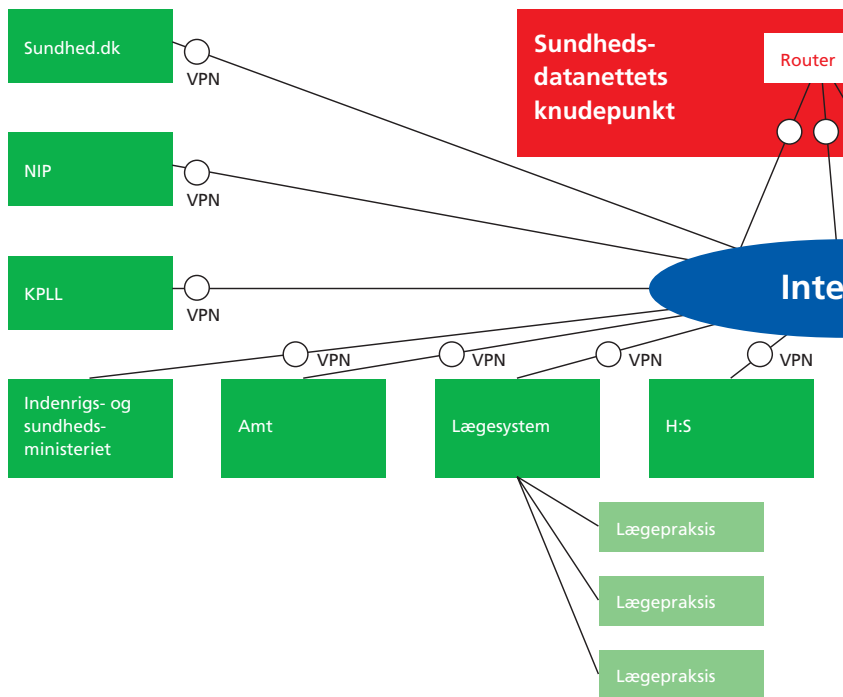 Sundhed.dk
VPN
Sundheds-
datanettets
knudepunkt
Router
NIP
VPN
KPLL
VPN
Inte
VPN
VPN
VPN
VPN
Indenrigs- og
sundheds-
ministeriet
Amt
Lægesystem
H:S
Lægepraksis
Lægepraksis
Lægepraksis